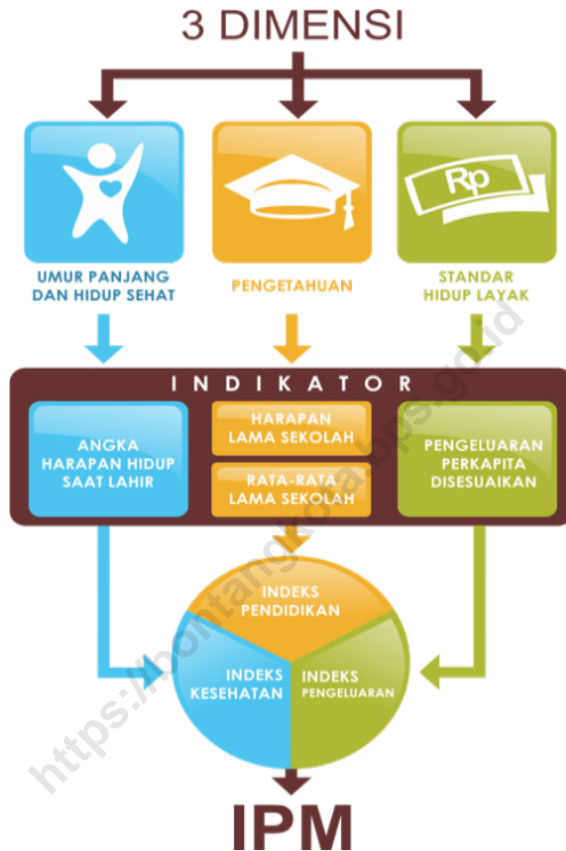 3 DIMENSI
Rp
UMUR PANJANG
DAN HIDUP SEHAT
PENGETAHUAN
STANDAR
HIDUP LAYAK
INDIKATOR
ANGKA
HARAPAN HIDUP
SAAT LAHIR
HARAPAN
LAMA SEKOLAH
RATA-RATA
LAMA SEKOLAH
PENGELUARAN
PERKAPITA
DISESUAIKAN
INDEKS
PENDIDIKAN
INDEKS
KESEHATAN
INDEKS
PENGELUARAN
IPM
https://bontangkota.bps.go.id